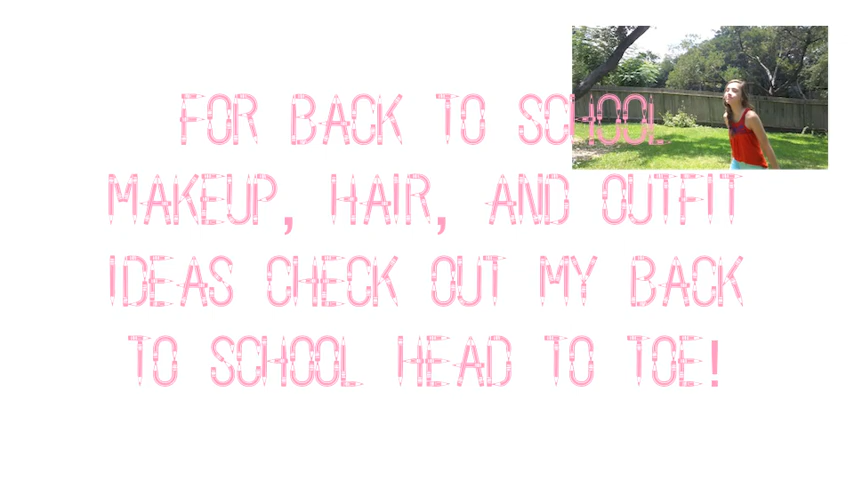 FOR BACK TO SCHOOL
MAKEUP, HAIR, AND OUTFIT
IDEAS CHECK OUT MY BACK
TO SCHOOL HEAD TO TOE!